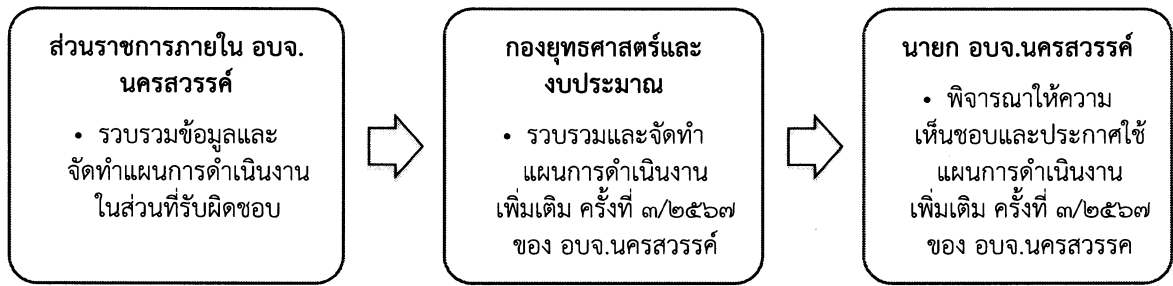 ส่วนราชการภายใน อบจ.
นครสวรรค์
• รวบรวมข้อมูลและ
จัดทำแผนการดำเนินงาน
ในส่วนที่รับผิดชอบ
กองยุทธศาสตร์และ
งบประมาณ
• รวบรวมและจัดทำ
แผนการดำเนินงาน
เพิ่มเติม ครั้งที่ ๓/๒๕๖๗
ของ อบจ.นครสวรรค์
นายก อบจ.นครสวรรค์
• พิจารณาให้ความ
เห็นชอบและประกาศใช้
แผนการดำเนินงาน
เพิ่มเติม ครั้งที่ ๓/๒๕๖๗
ของ อบจ.นครสวรรค